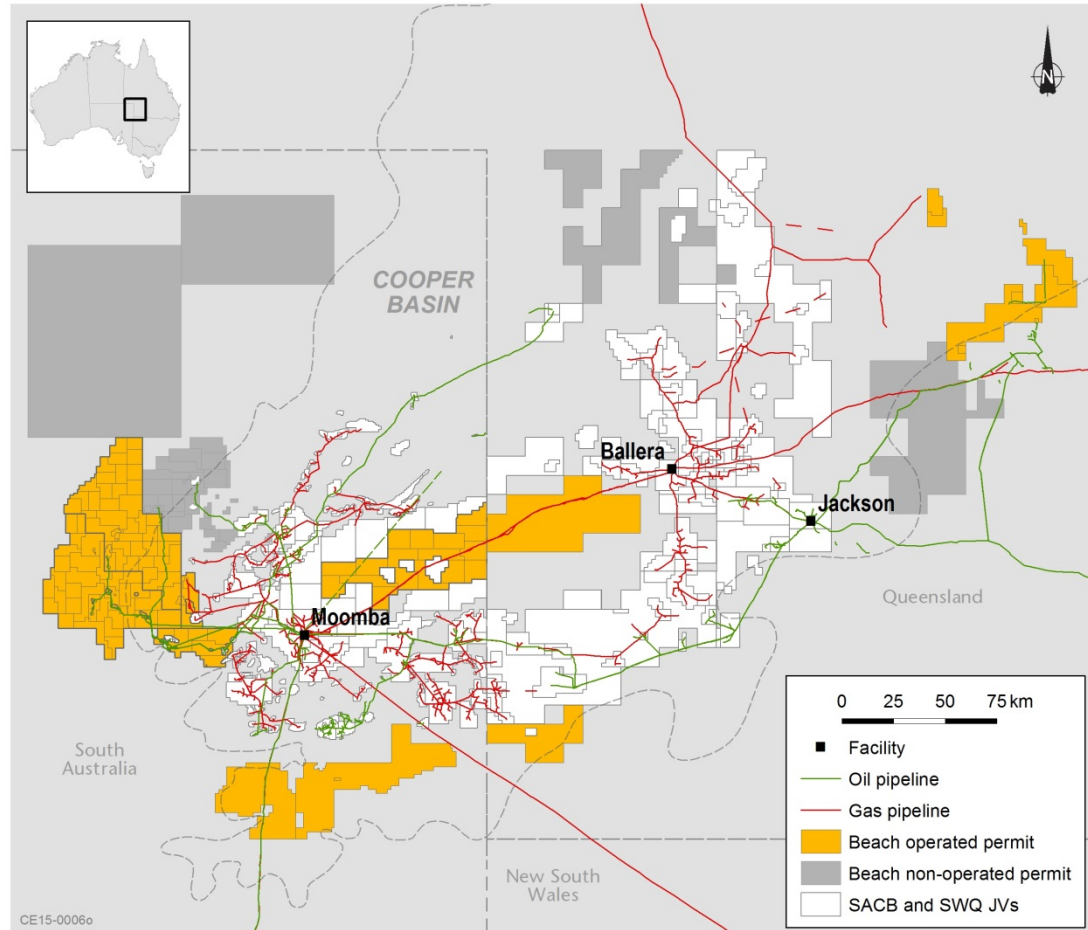 N
COOPER
BASIN
Ballera
Jackson
Moomba
Queensland
South
Australia
New South
Wales
0 25 50 75 km
Facility
Oil pipeline
Gas pipeline
Beach operated permit
Beach non-operated permit
SACB and SWQ JVs
CE15-0006o